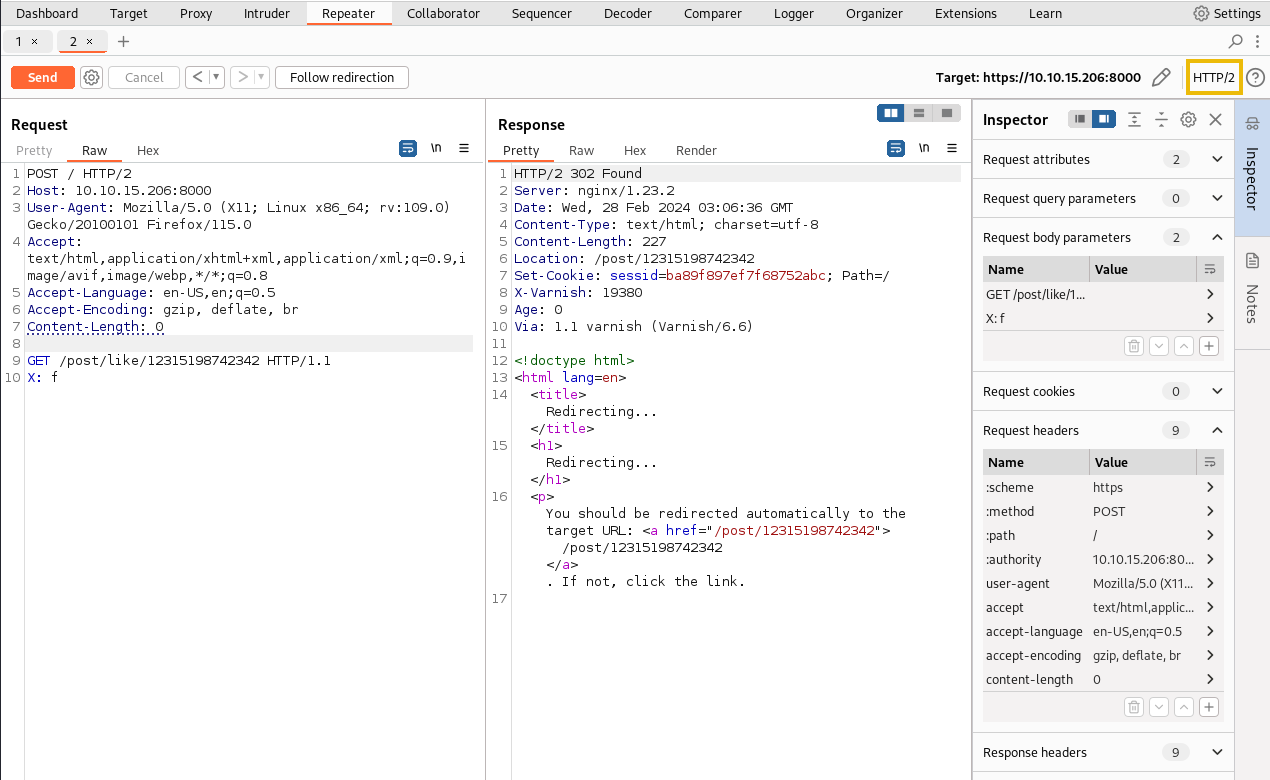 Dashboard Target Proxy Intruder Repeater Collaborator Sequencer Decoder Comparer Logger Organizer Extensions Learn Settings
1 × 2 × +
Send Cancel < > Follow redirection Target: https://10.10.15.206:8000 HTTP/2 ?
Request
Pretty Raw Hex \n
1 POST / HTTP/2
2 Host: 10.10.15.206:8000
3 User-Agent: Mozilla/5.0 (X11; Linux x86_64; rv:109.0)
Gecko/20100101 Firefox/115.0
4 Accept:
text/html,application/xhtml+xml,application/xml;q=0.9,i
mage/avif,image/webp,*/*;q=0.8
5 Accept-Language: en-US,en;q=0.5
6 Accept-Encoding: gzip, deflate, br
7 Content-Length: 0
8
9 GET /post/like/12315198742342 HTTP/1.1
10 X: f
Response
Pretty Raw Hex Render \n
1 HTTP/2 302 Found
2 Server: nginx/1.23.2
3 Date: Wed, 28 Feb 2024 03:06:36 GMT
4 Content-Type: text/html; charset=utf-8
5 Content-Length: 227
6 Location: /post/12315198742342
7 Set-Cookie: sessid=ba89f897ef7f68752abc; Path=/
8 X-Varnish: 19380
9 Age: 0
10 Via: 1.1 varnish (Varnish/6.6)
11
12 <!doctype html>
13 <html lang=en>
14 <title>
Redirecting...
</title>
15 <h1>
Redirecting...
</h1>
16 <p>
You should be redirected automatically to the
target URL: <a href="/post/12315198742342">
/post/12315198742342
</a>
. If not, click the link.
17
Inspector
Request attributes 2
Request query parameters 0
Request body parameters 2
Name Value
GET /post/like/1...
X: f
Request cookies 0
Request headers 9
Name Value
:scheme https
:method POST
:path /
:authority 10.10.15.206:80...
user-agent Mozilla/5.0 (X11...
accept text/html,applic...
accept-language en-US,en;q=0.5
accept-encoding gzip, deflate, br
content-length 0
Response headers 9
Inspector
Notes